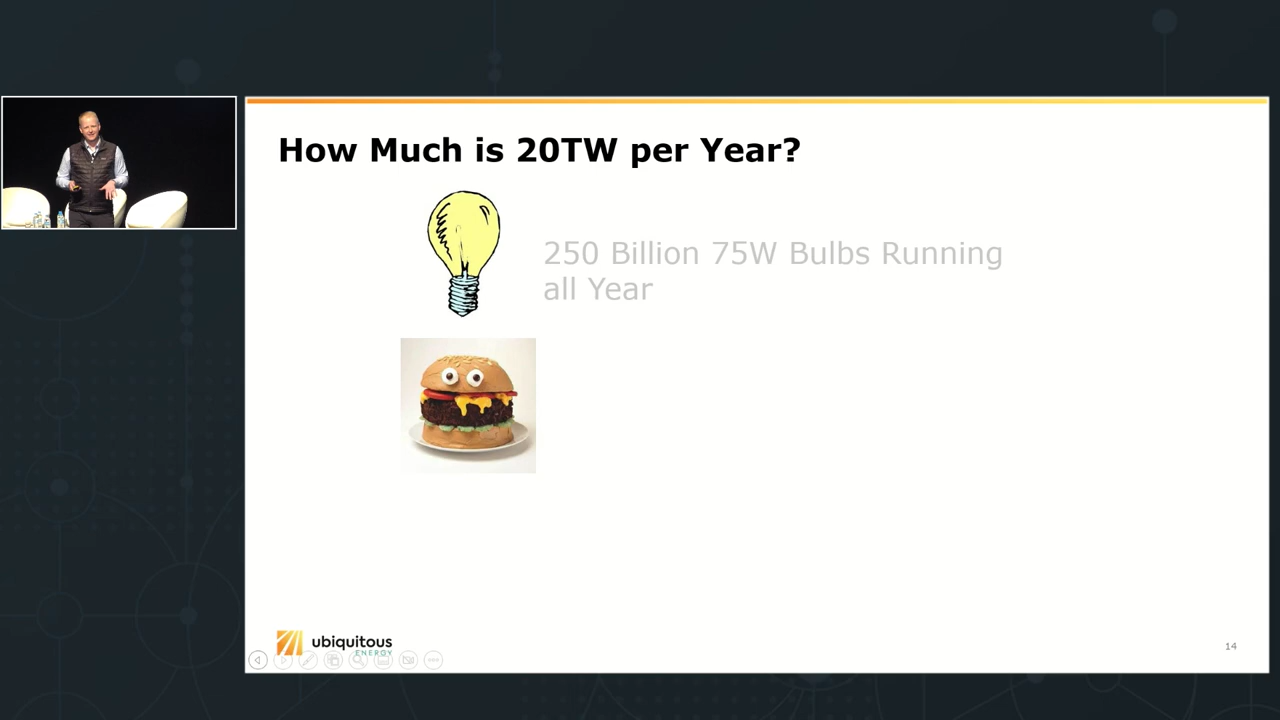 How Much is 20TW per Year?
250 Billion 75W Bulbs Running
all Year
ubiquitous
ENERGY
14